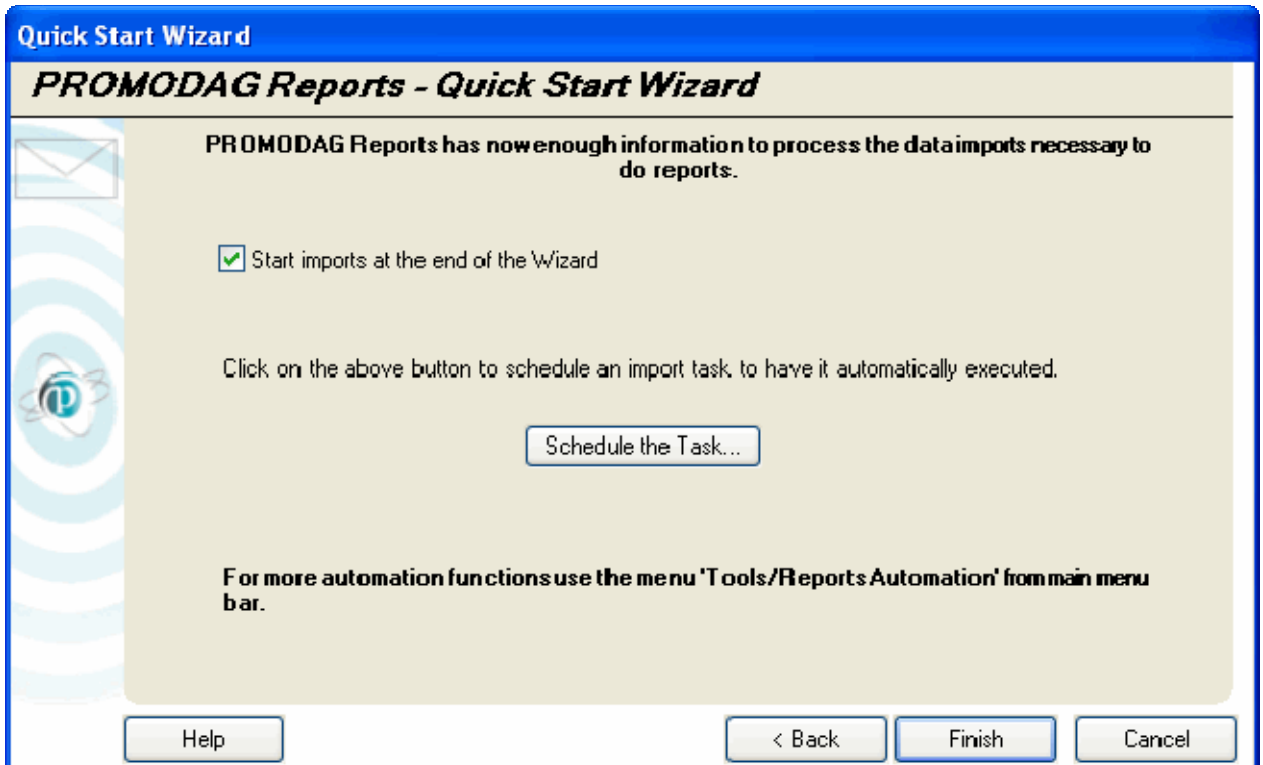 Quick Start Wizard
PROMODAG Reports - Quick Start Wizard
PROMODAG Reports has now enough information to process the data imports necessary to
do reports.
Start imports at the end of the Wizard
Click on the above button to schedule an import task to have it automatically executed.
Schedule the Task...
For more automation functions use the menu 'Tools/Reports Automation' from main menu
bar.
Help
< Back
Finish
Cancel